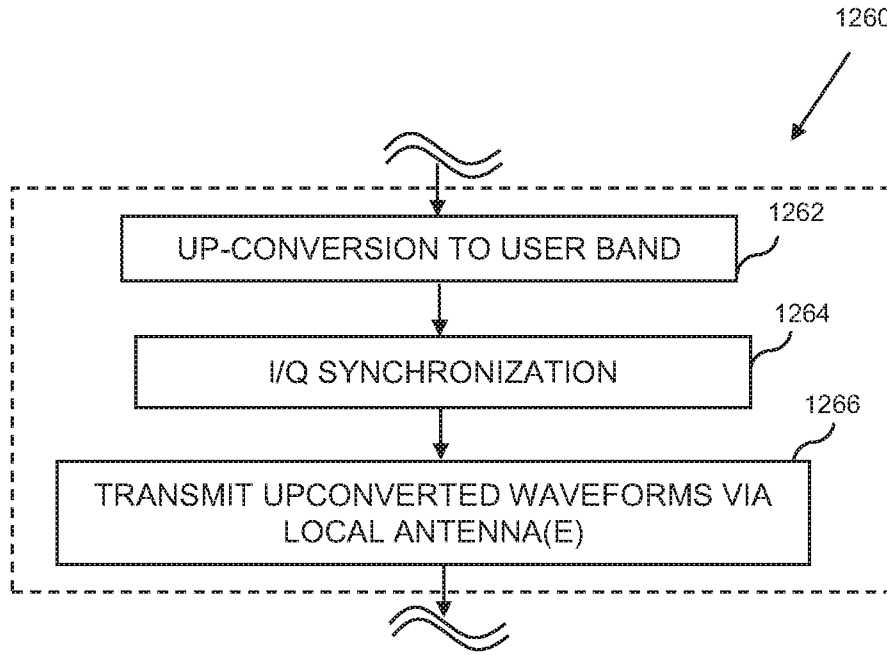 1260
1262
UP-CONVERSION TO USER BAND
1264
I/Q SYNCHRONIZATION
1266
TRANSMIT UPCONVERTED WAVEFORMS VIA
LOCAL ANTENNA(E)